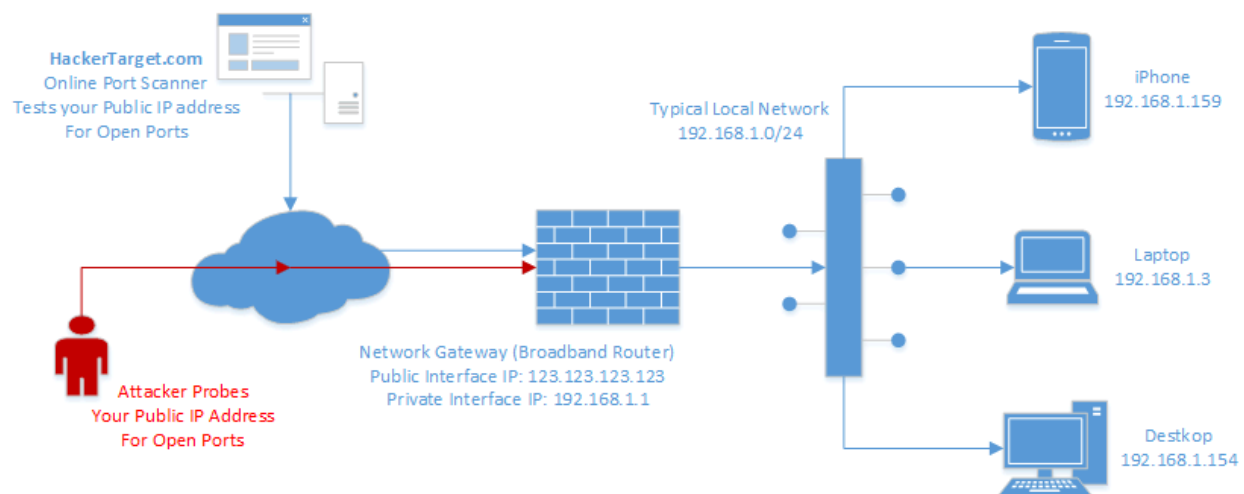 HackerTarget.com
Online Port Scanner
Tests your Public IP address
For Open Ports
Typical Local Network
192.168.1.0/24
iPhone
192.168.1.159
Laptop
192.168.1.3
Network Gateway (Broadband Router)
Public Interface IP: 123.123.123.123
Private Interface IP: 192.168.1.1
Attacker Probes
Your Public IP Address
For Open Ports
Destkop
192.168.1.154